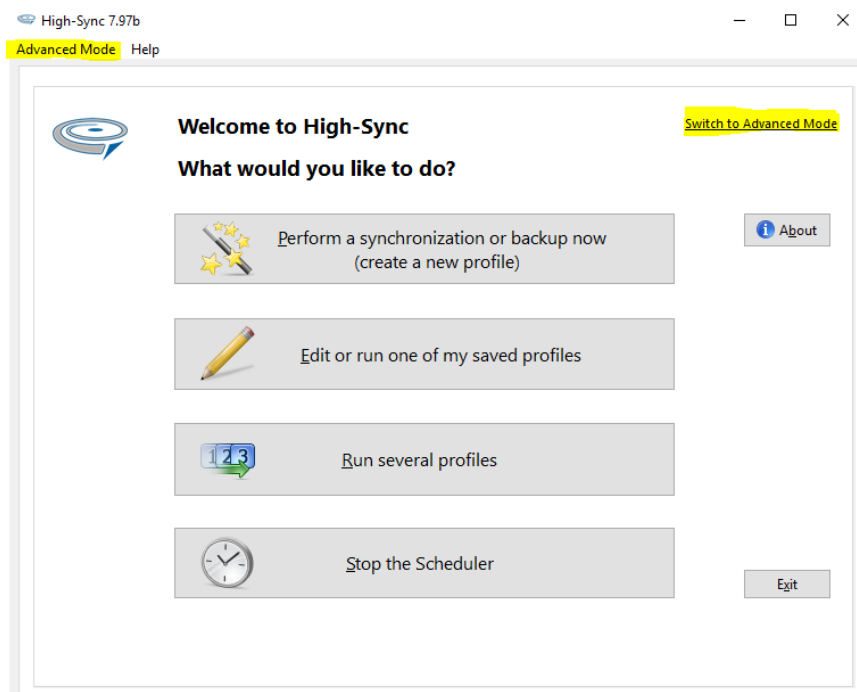 High-Sync 7.97b
Advanced Mode Help
Welcome to High-Sync
Switch to Advanced Mode
What would you like to do?
Perform a synchronization or backup now
(create a new profile)
About
Edit or run one of my saved profiles
123
Run several profiles
Stop the Scheduler
Exit